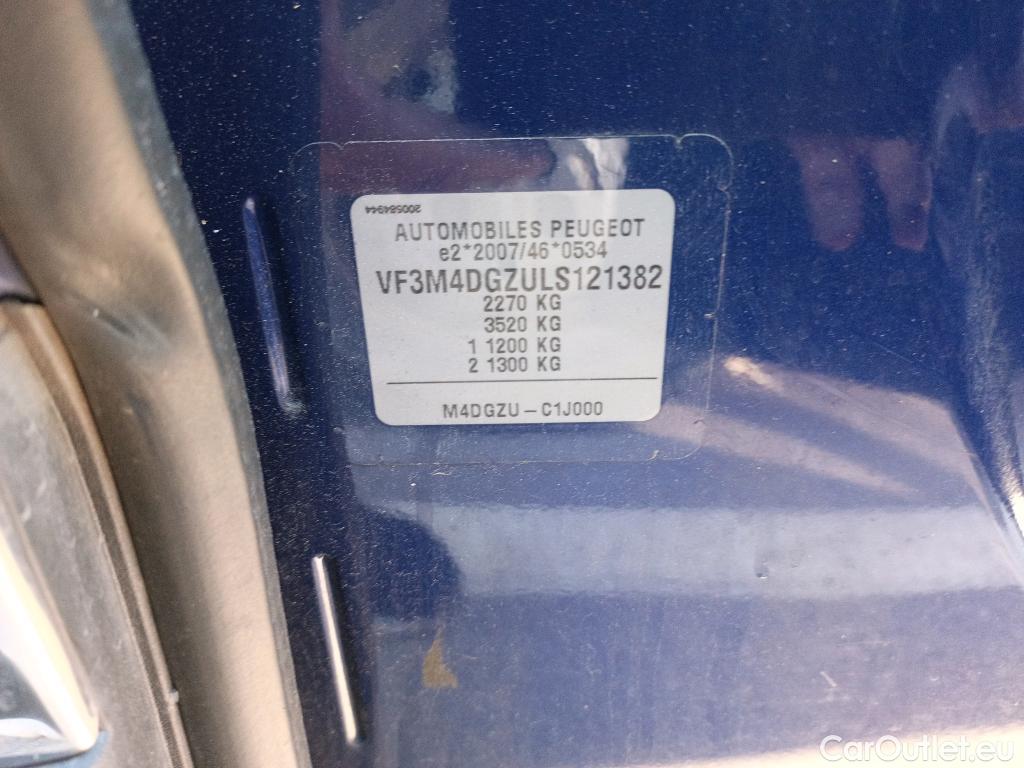 200584944
AUTOMOBILES PEUGEOT
e2*2007/46*0534
VF3M4DGZULS121382
2270 KG
3520 KG
1 1200 KG
2 1300 KG
M4DGZU – C1J000
CarOutlet.eu